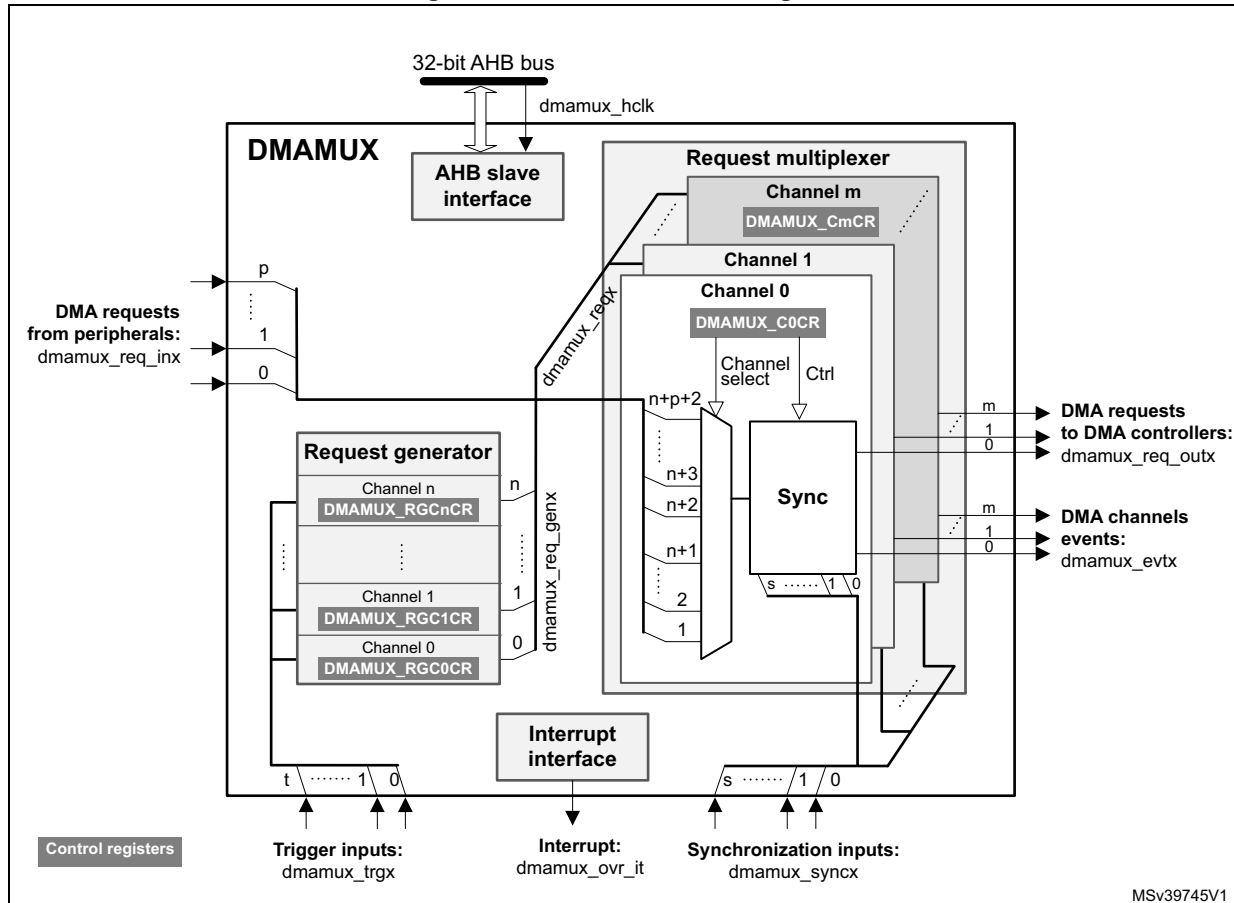 32-bit AHB bus
dmamux_hclk
DMAMUX
AHB slave
interface
Request multiplexer
Channel m
DMAMUX_CmCR
Channel 1
Channel 0
DMAMUX_C0CR
Channel
select
Ctrl
p
1
0
DMA requests
from peripherals:
dmamux_req_inx
dmamux_reqx
n+p+2
n+3
n+2
n+1
2
1
Sync
s ······ 1 0
m
1
0
DMA requests
to DMA controllers:
dmamux_req_outx
m
1
0
DMA channels
events:
dmamux_evtx
Request generator
Channel n
DMAMUX_RGCnCR
Channel 1
DMAMUX_RGC1CR
Channel 0
DMAMUX_RGC0CR
n
1
0
dmamux_req_genx
Interrupt
interface
t ······· 1 0
s ······· 1 0
Control registers
Trigger inputs:
dmamux_trgx
Interrupt:
dmamux_ovr_it
Synchronization inputs:
dmamux_syncx
MSv39745V1